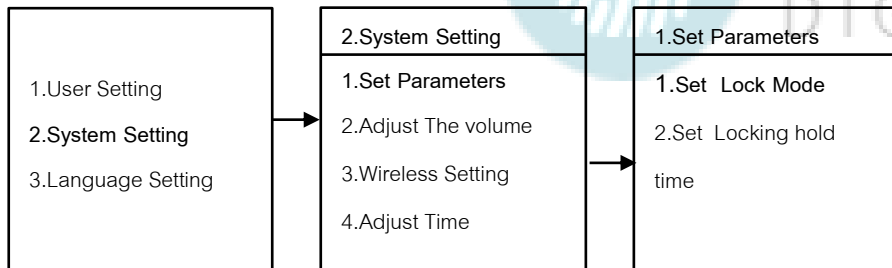 1.User Setting
2.System Setting
3.Language Setting
2.System Setting
1.Set Parameters
2.Adjust The volume
3.Wireless Setting
4.Adjust Time
1.Set Parameters
1.Set Lock Mode
2.Set Locking hold
time